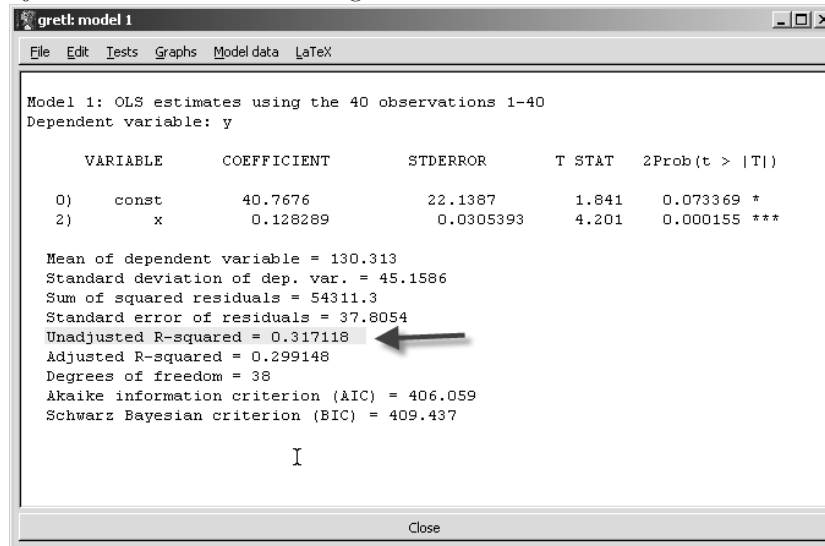 gretl: model 1
File Edit Tests Graphs Model data LaTeX
Model 1: OLS estimates using the 40 observations 1-40
Dependent variable: y
VARIABLE COEFFICIENT STDERROR T STAT 2Prob(t > |T|)
0) const 40.7676 22.1387 1.841 0.073369 *
2) x 0.128289 0.0305393 4.201 0.000155 ***
Mean of dependent variable = 130.313
Standard deviation of dep. var. = 45.1586
Sum of squared residuals = 54311.3
Standard error of residuals = 37.8054
Unadjusted R-squared = 0.317118
Adjusted R-squared = 0.299148
Degrees of freedom = 38
Akaike information criterion (AIC) = 406.059
Schwarz Bayesian criterion (BIC) = 409.437
Close